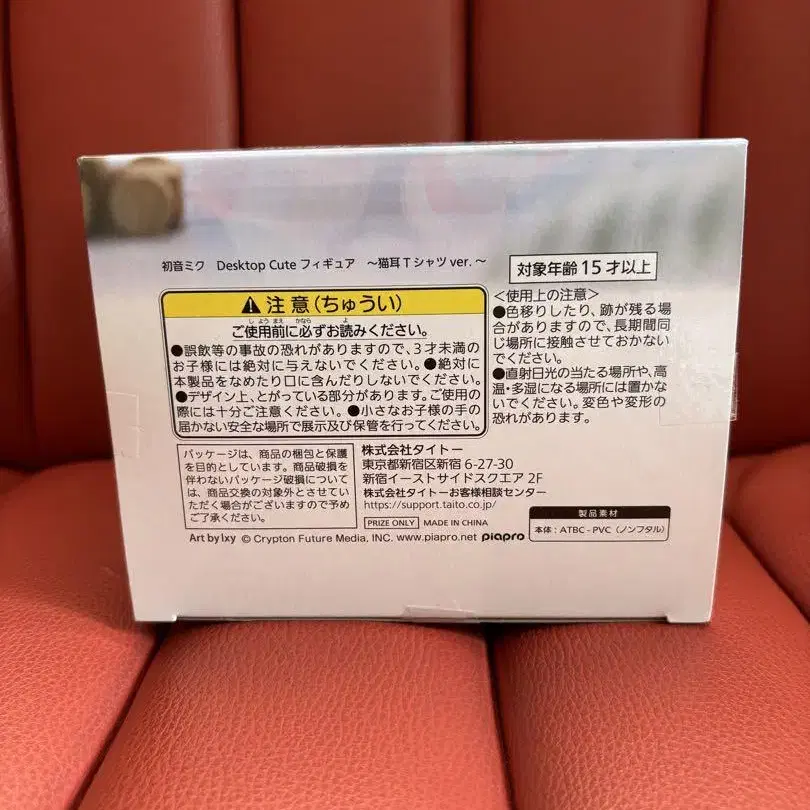 初音ミク Desktop Cute フィギュア ～猫耳Tシャツ ver.～
対象年齢15才以上
⚠注意(ちゅうい)
ご使用前に必ずお読みください。
しようまえ かなら よ
●誤飲等の事故の恐れがありますので、3才未満の
お子様には絶対に与えないでください。●絶対に
本製品をなめたり口に含んだりしないでください。
●デザイン上、とがっている部分があります。ご使用の
際には十分ご注意ください。●小さなお子様の手の
届かない安全な場所で展示及び保管を行ってください。
＜使用上の注意＞
●色移りしたり、跡が残る場
合がありますので、長期間同
じ場所に接触させておかない
でください。
●直射日光の当たる場所や、高
温・多湿になる場所には置かな
いでください。変色や変形の
恐れがあります。
パッケージは、商品の梱包と保護
を目的としています。商品破損を
伴わないパッケージ破損について
は、商品交換の対象外とさせてい
ただく場合がございますので予め
ご了承ください。
株式会社タイトー
東京都新宿区新宿 6-27-30
新宿イーストサイドスクエア 2F
株式会社タイトーお客様相談センター
https://support.taito.co.jp/
PRIZE ONLY MADE IN CHINA
製品素材
本体：ATBC-PVC（ノンフタル）
Art by Ixy © Crypton Future Media, INC. www.piapro.net piapro